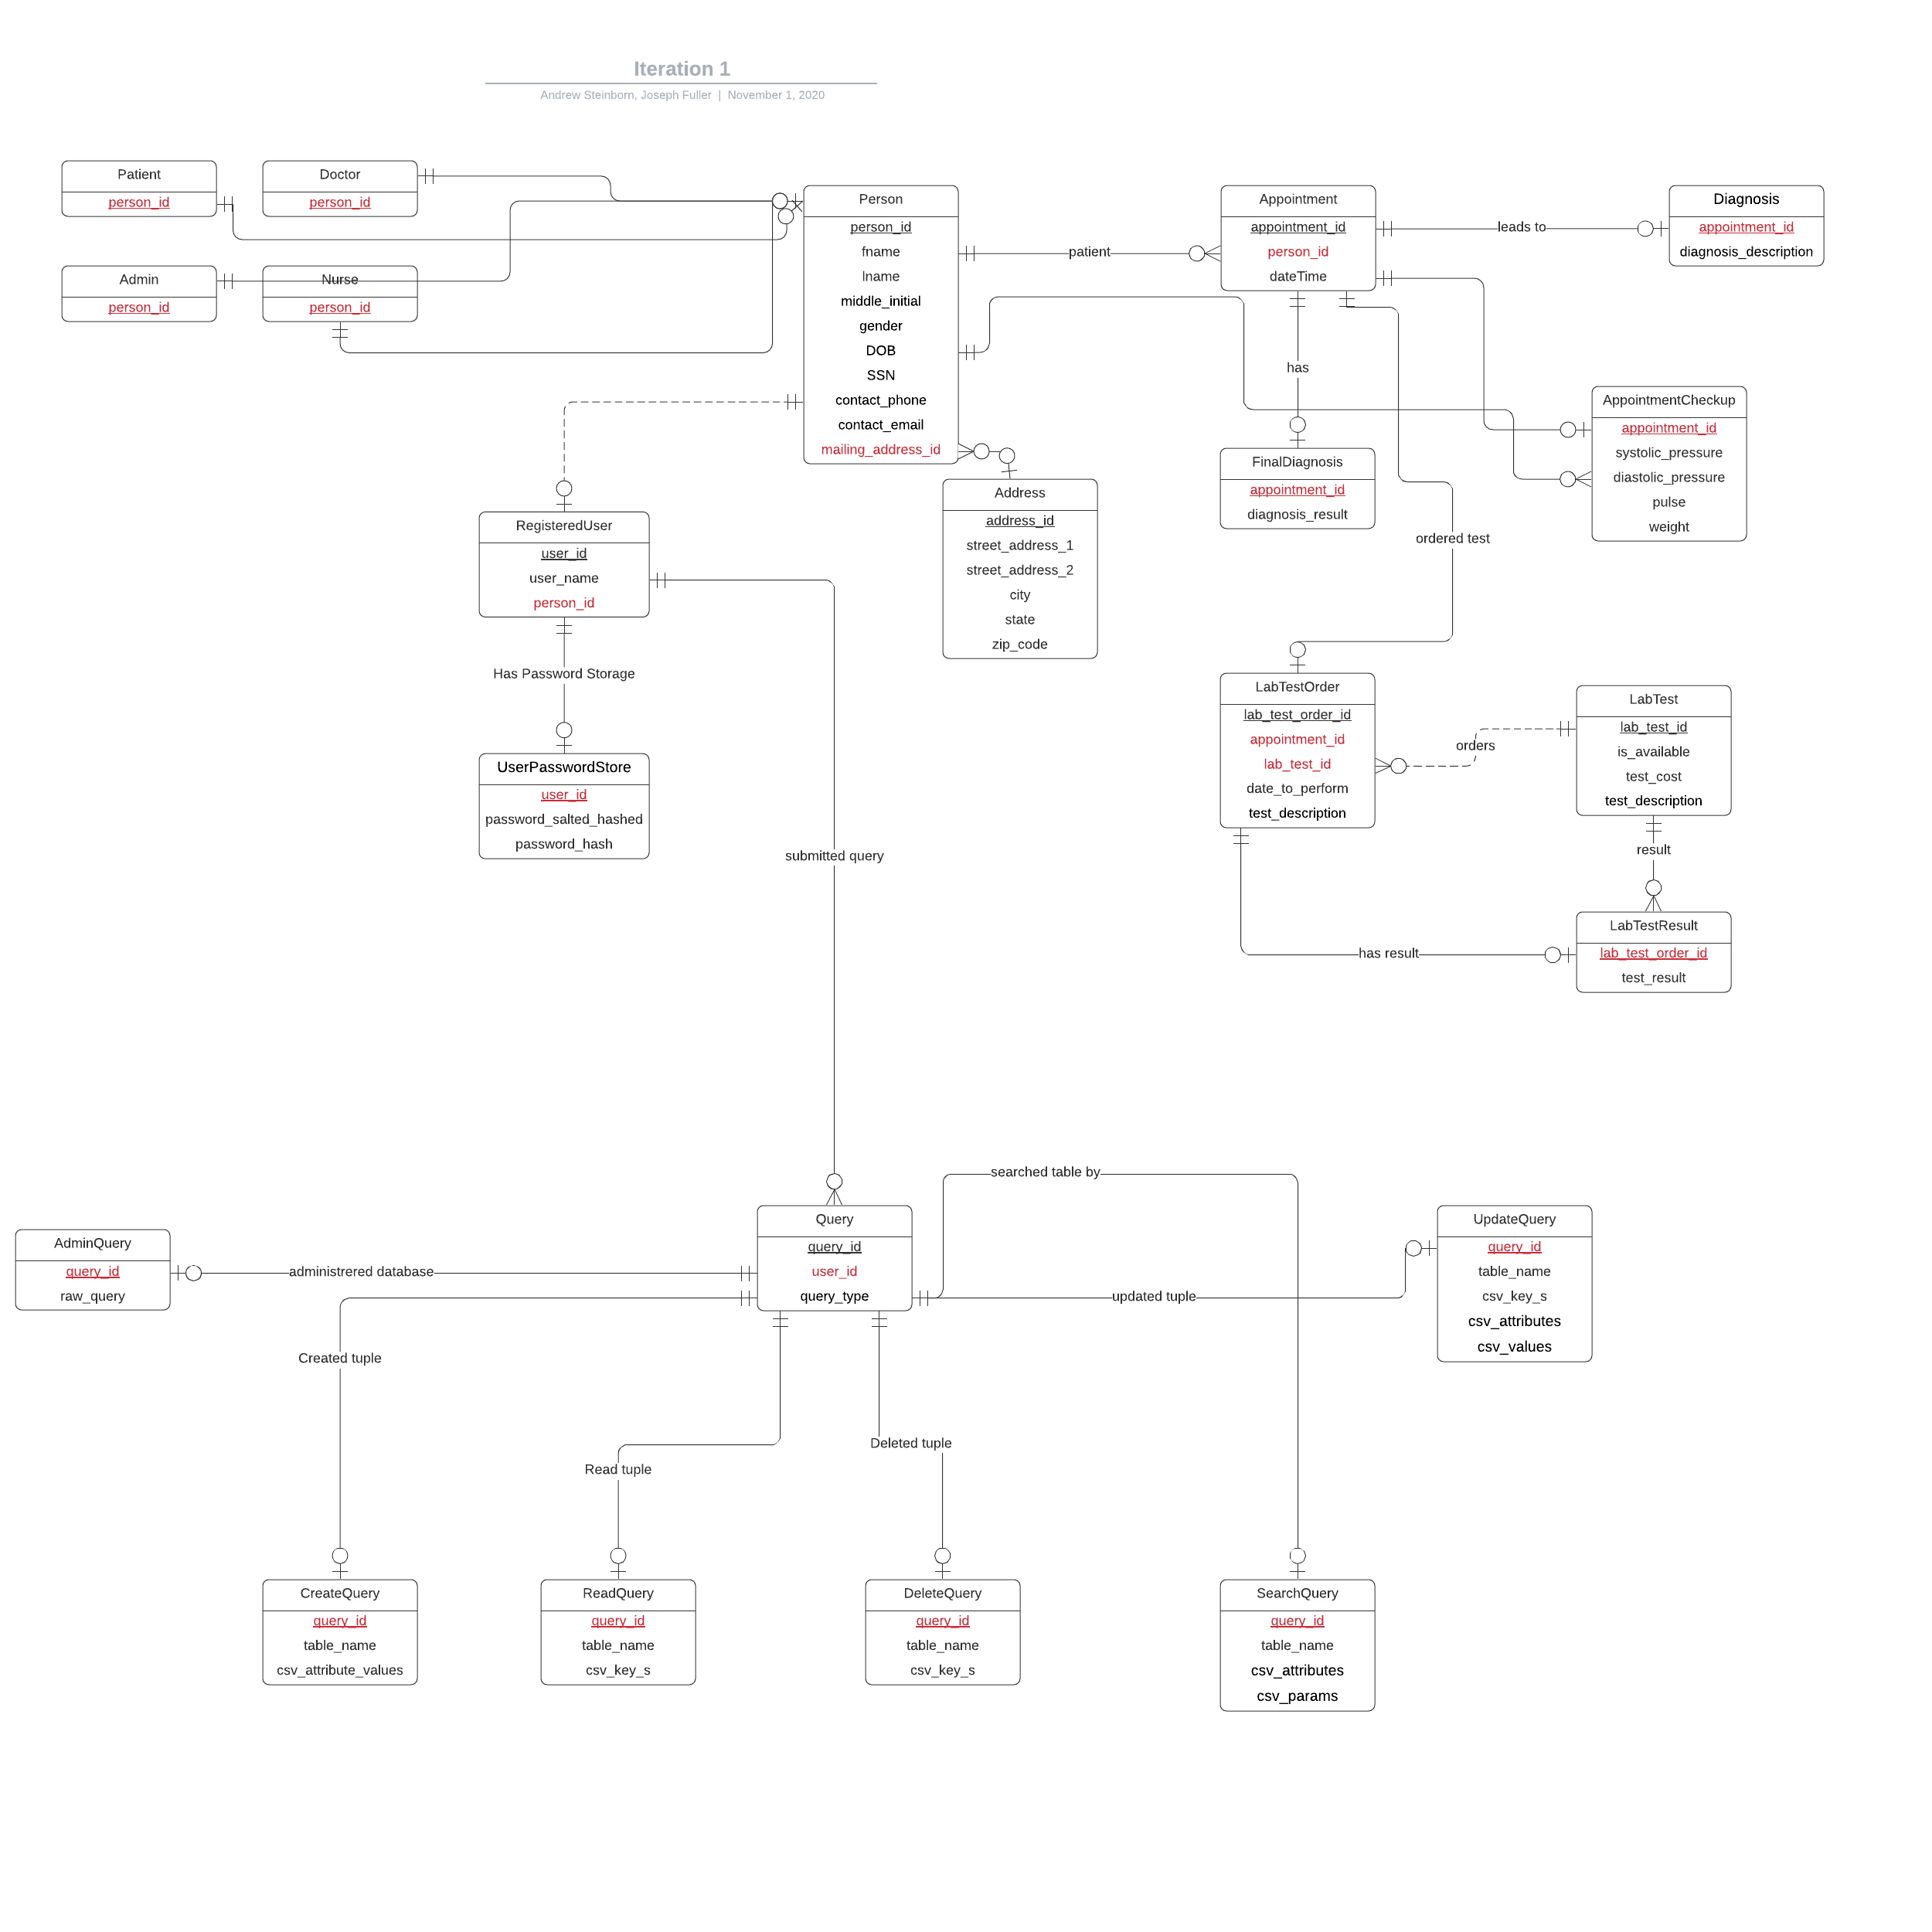 Iteration 1
Andrew Steinborn, Joseph Fuller | November 1, 2020
Patient
person_id
Doctor
person_id
Admin
person_id
Nurse
person_id
Person
person_id
fname
lname
middle_initial
gender
DOB
SSN
contact_phone
contact_email
mailing_address_id
patient
Appointment
appointment_id
person_id
dateTime
leads to
Diagnosis
appointment_id
diagnosis_description
has
AppointmentCheckup
appointment_id
systolic_pressure
diastolic_pressure
pulse
weight
FinalDiagnosis
appointment_id
diagnosis_result
Address
address_id
street_address_1
street_address_2
city
state
zip_code
RegisteredUser
user_id
user_name
person_id
ordered test
Has Password Storage
UserPasswordStore
user_id
password_salted_hashed
password_hash
LabTestOrder
lab_test_order_id
appointment_id
lab_test_id
date_to_perform
test_description
orders
LabTest
lab_test_id
is_available
test_cost
test_description
result
submitted query
has result
LabTestResult
lab_test_order_id
test_result
searched table by
AdminQuery
query_id
raw_query
administrered database
Query
query_id
user_id
query_type
updated tuple
UpdateQuery
query_id
table_name
csv_key_s
csv_attributes
csv_values
Created tuple
Read tuple
Deleted tuple
CreateQuery
query_id
table_name
csv_attribute_values
ReadQuery
query_id
table_name
csv_key_s
DeleteQuery
query_id
table_name
csv_key_s
SearchQuery
query_id
table_name
csv_attributes
csv_params